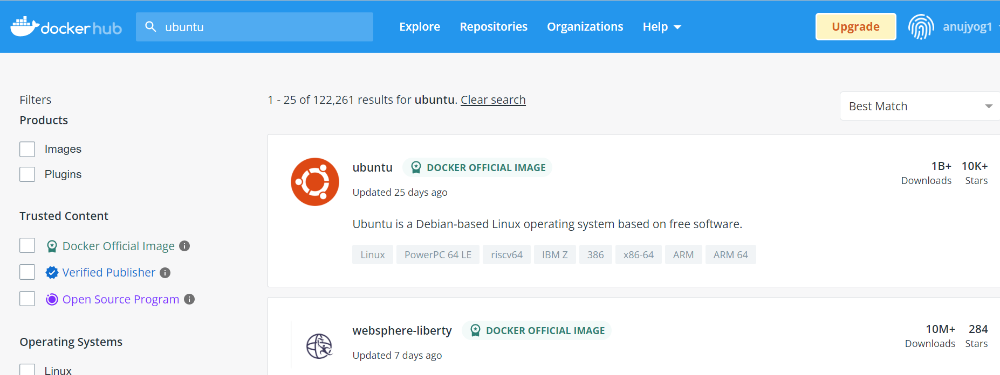 docker hub
ubuntu
Explore Repositories Organizations Help
Upgrade
anujyog1
Filters
Products
Images
Plugins
Trusted Content
Docker Official Image
Verified Publisher
Open Source Program
Operating Systems
Linux
1 - 25 of 122,261 results for ubuntu. Clear search
Best Match
ubuntu DOCKER OFFICIAL IMAGE
Updated 25 days ago
1B+ 10K+
Downloads Stars
Ubuntu is a Debian-based Linux operating system based on free software.
Linux PowerPC 64 LE riscv64 IBM Z 386 x86-64 ARM ARM 64
websphere-liberty DOCKER OFFICIAL IMAGE
Updated 7 days ago
10M+ 284
Downloads Stars